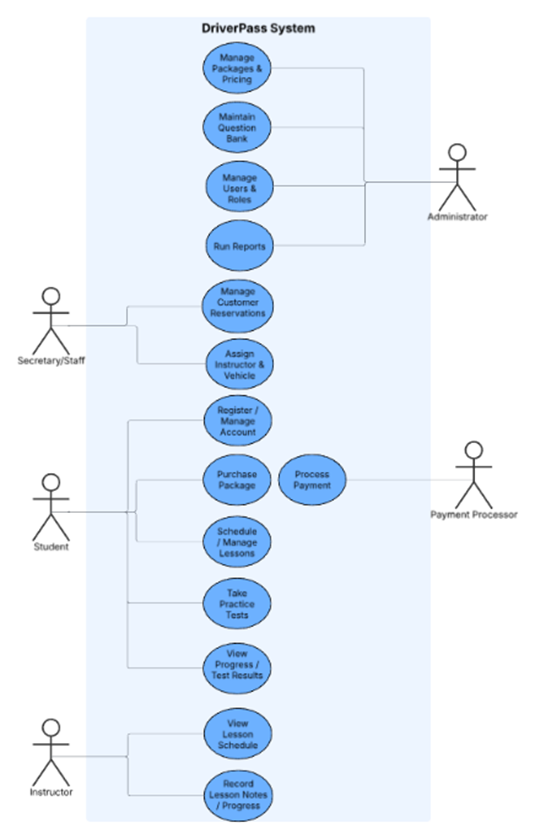 DriverPass System
Manage
Packages &
Pricing
Maintain
Question
Bank
Manage
Users &
Roles
Administrator
Run Reports
Manage
Customer
Reservations
Secretary/Staff
Assign
Instructor &
Vehicle
Register /
Manage
Account
Purchase
Package
Process
Payment
Payment Processor
Schedule
/ Manage
Lessons
Student
Take
Practice
Tests
View
Progress /
Test Results
View
Lesson
Schedule
Instructor
Record
Lesson Notes
/ Progress